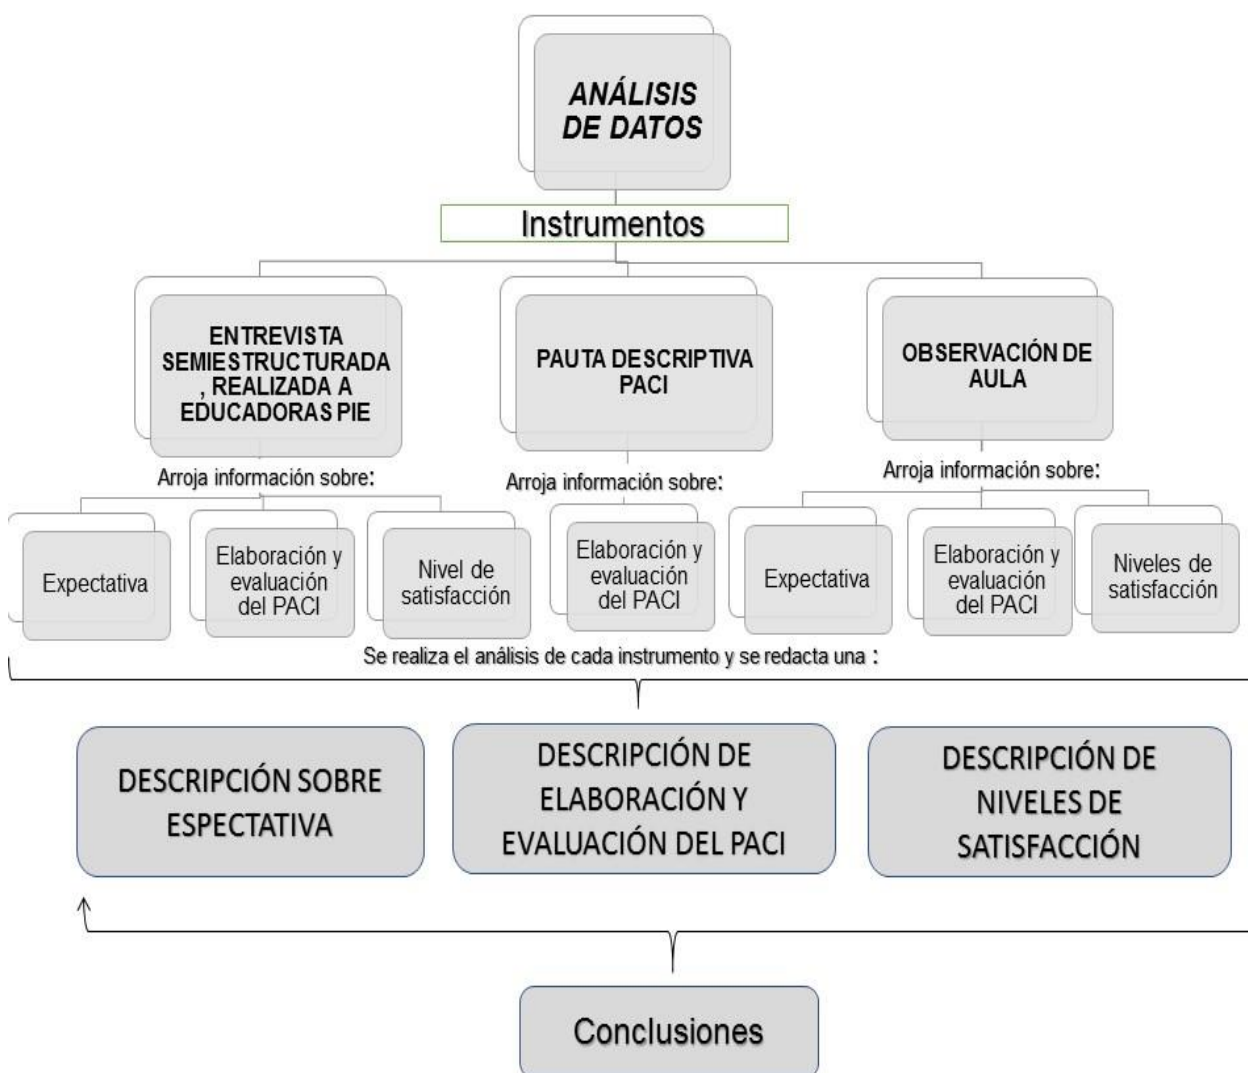 ANÁLISIS
DE DATOS
Instrumentos
ENTREVISTA
SEMIESTRUCTURADA
, REALIZADA A
EDUCADORAS PIE
PAUTA DESCRIPTIVA
PACI
OBSERVACIÓN DE
AULA
Arroja información sobre:
Arroja información sobre:
Arroja información sobre:
Expectativa
Elaboración y
evaluación
del PACI
Nivel de
satisfacción
Elaboración y
evaluación
del PACI
Expectativa
Elaboración y
evaluación
del PACI
Niveles de
satisfacción
Se realiza el análisis de cada instrumento y se redacta una :
DESCRIPCIÓN SOBRE
ESPECTATIVA
DESCRIPCIÓN DE
ELABORACIÓN Y
EVALUACIÓN DEL PACI
DESCRIPCIÓN DE
NIVELES DE
SATISFACCIÓN
Conclusiones